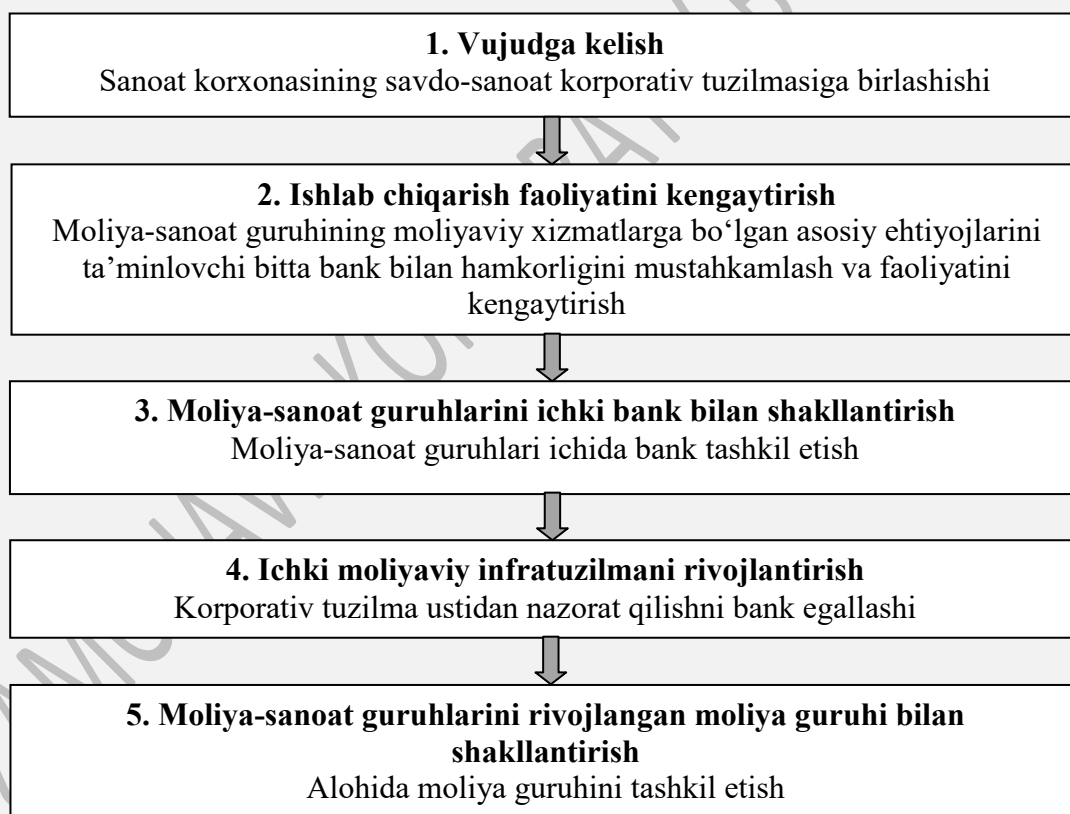 1. Vujudga kelish
Sanoat korxonasining savdo-sanoat korporativ tuzilmasiga birlashishi
2. Ishlab chiqarish faoliyatini kengaytirish
Moliya-sanoat guruhining moliyaviy xizmatlarga bo‘lgan asosiy ehtiyojlarini
ta’minlovchi bitta bank bilan hamkorligini mustahkamlash va faoliyatini
kengaytirish
3. Moliya-sanoat guruhlarini ichki bank bilan shakllantirish
Moliya-sanoat guruhlari ichida bank tashkil etish
4. Ichki moliyaviy infratuzilmani rivojlantirish
Korporativ tuzilma ustidan nazorat qilishni bank egallashi
5. Moliya-sanoat guruhlarini rivojlangan moliya guruhi bilan
shakllantirish
Alohida moliya guruhini tashkil etish